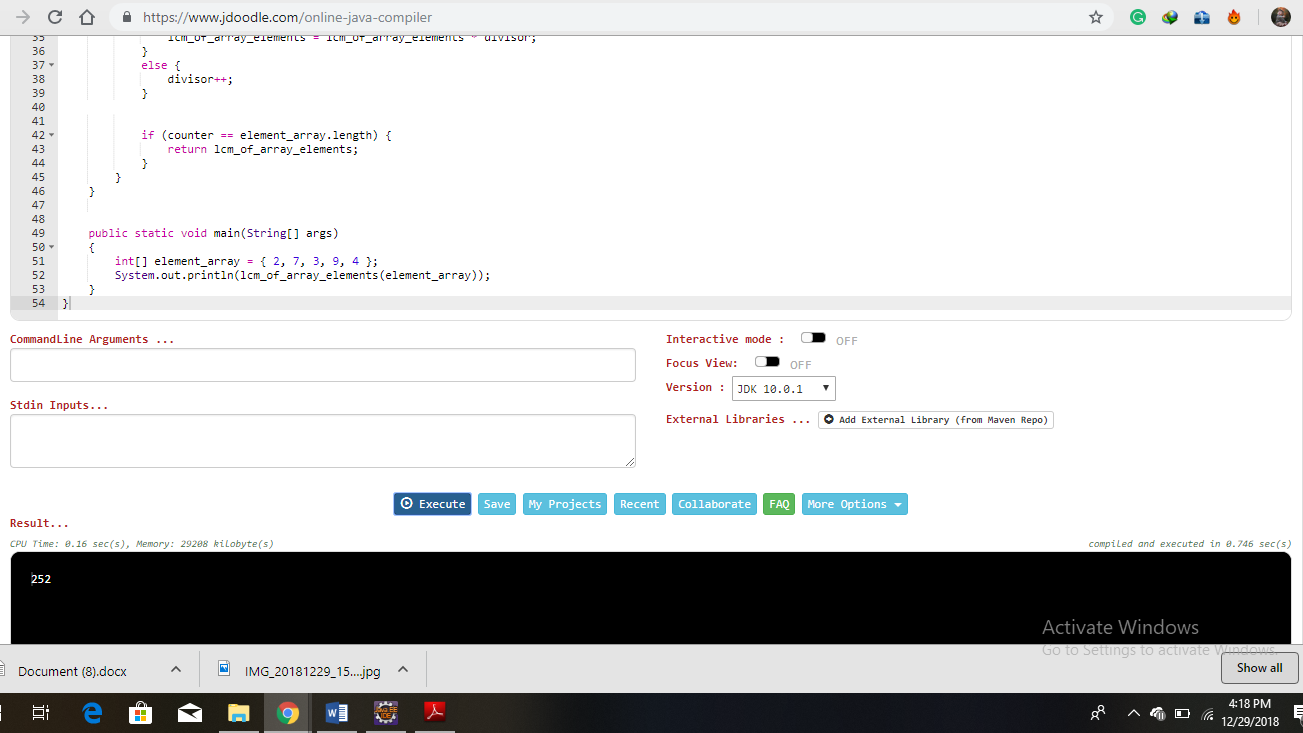 https://www.jdoodle.com/online-java-compiler
35 lcm_of_array_elements = lcm_of_array_elements * divisor;
36 }
37 else {
38 divisor++;
39 }
40
41
42 if (counter == element_array.length) {
43 return lcm_of_array_elements;
44 }
45 }
46 }
47
48
49 public static void main(String[] args)
50 {
51 int[] element_array = { 2, 7, 3, 9, 4 };
52 System.out.println(lcm_of_array_elements(element_array));
53 }
54 }
CommandLine Arguments ...
Interactive mode : OFF
Focus View: OFF
Version : JDK 10.0.1
Stdin Inputs...
External Libraries ... Add External Library (from Maven Repo)
Execute Save My Projects Recent Collaborate FAQ More Options
Result...
CPU Time: 0.16 sec(s), Memory: 29208 kilobyte(s) compiled and executed in 0.746 sec(s)
252
Activate Windows
Go to Settings to activate Windows.
Document (8).docx IMG_20181229_15....jpg Show all
4:18 PM
12/29/2018